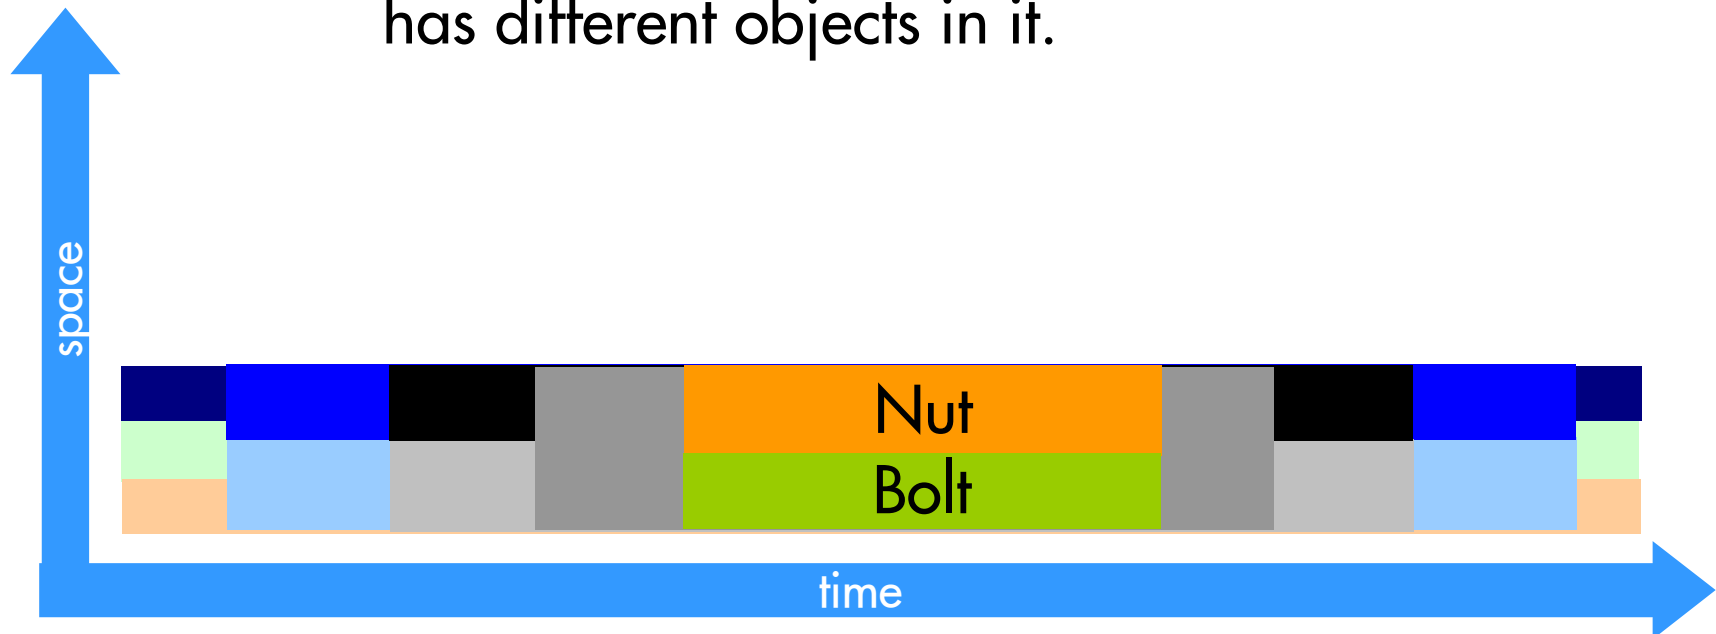 has different objects in it.
space
Nut
Bolt
time